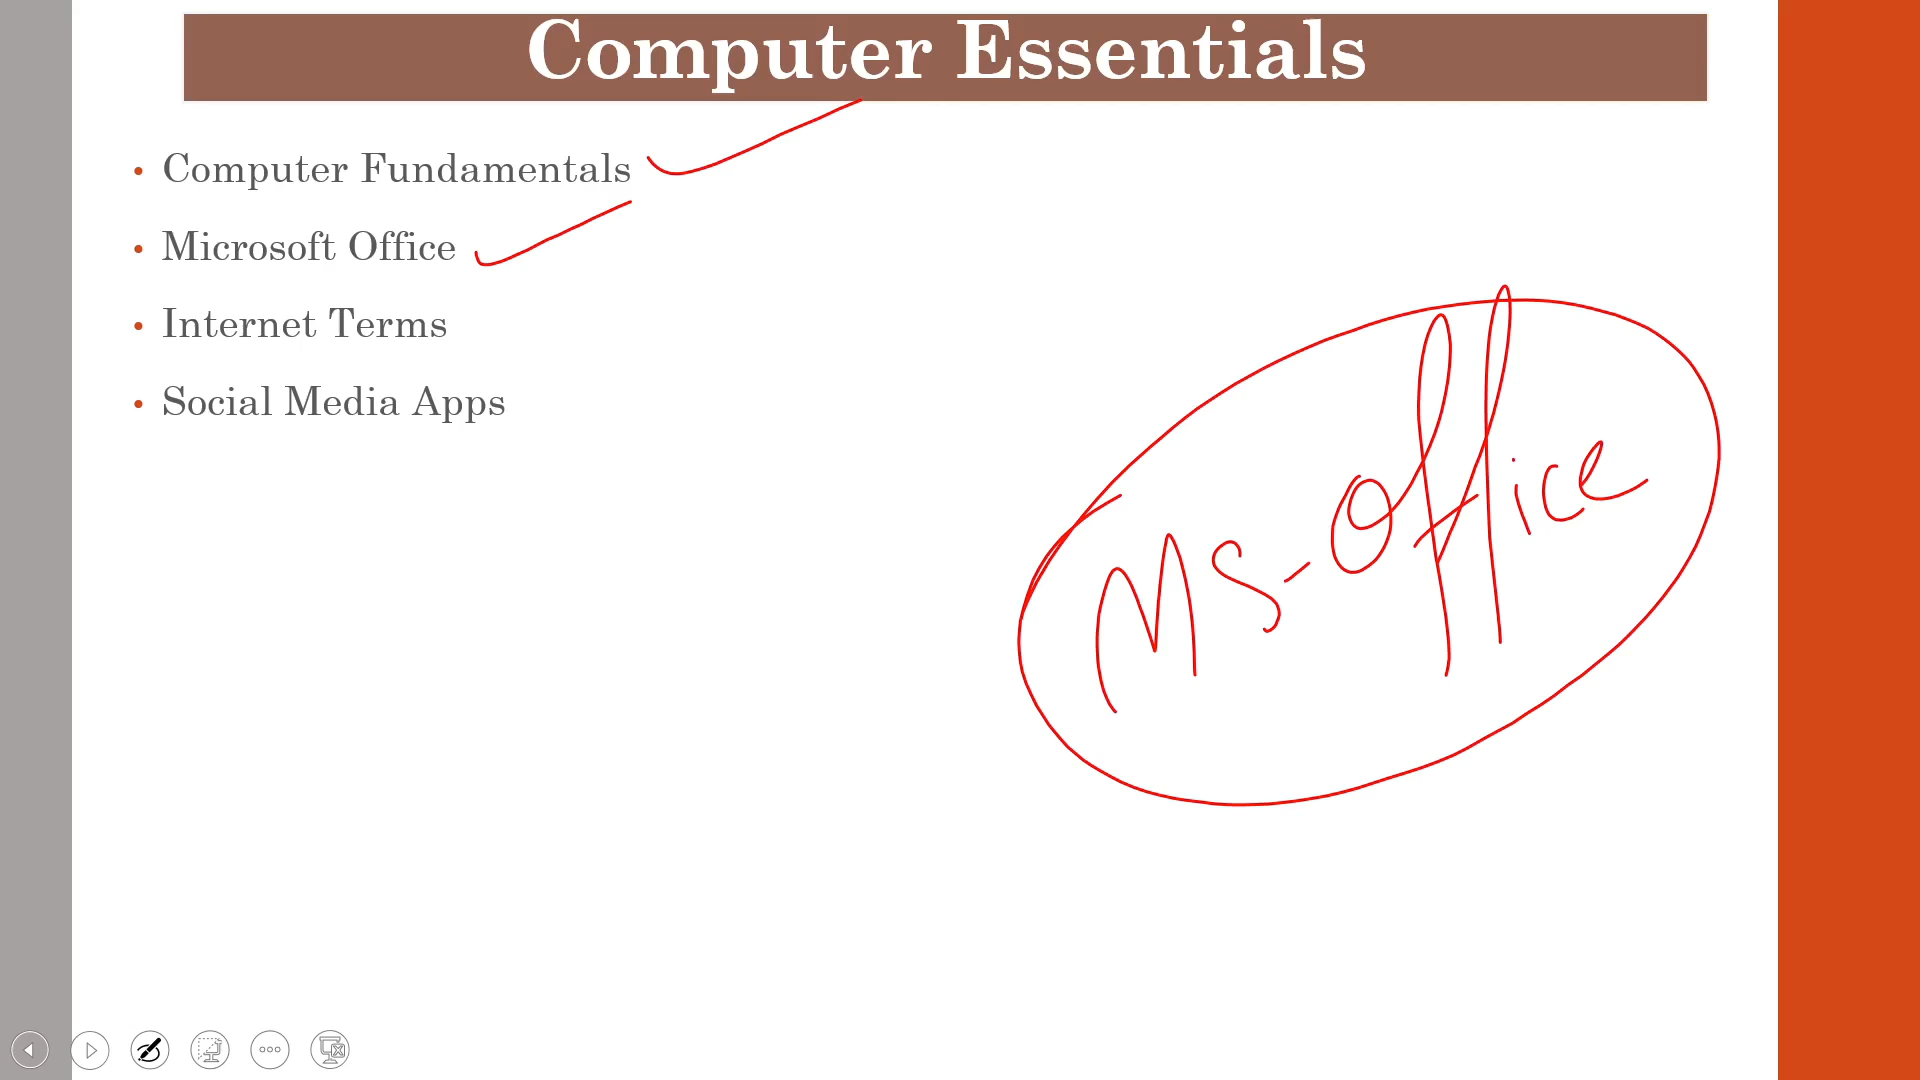 Computer Essentials
• Computer Fundamentals
• Microsoft Office
• Internet Terms
• Social Media Apps
MS-Office